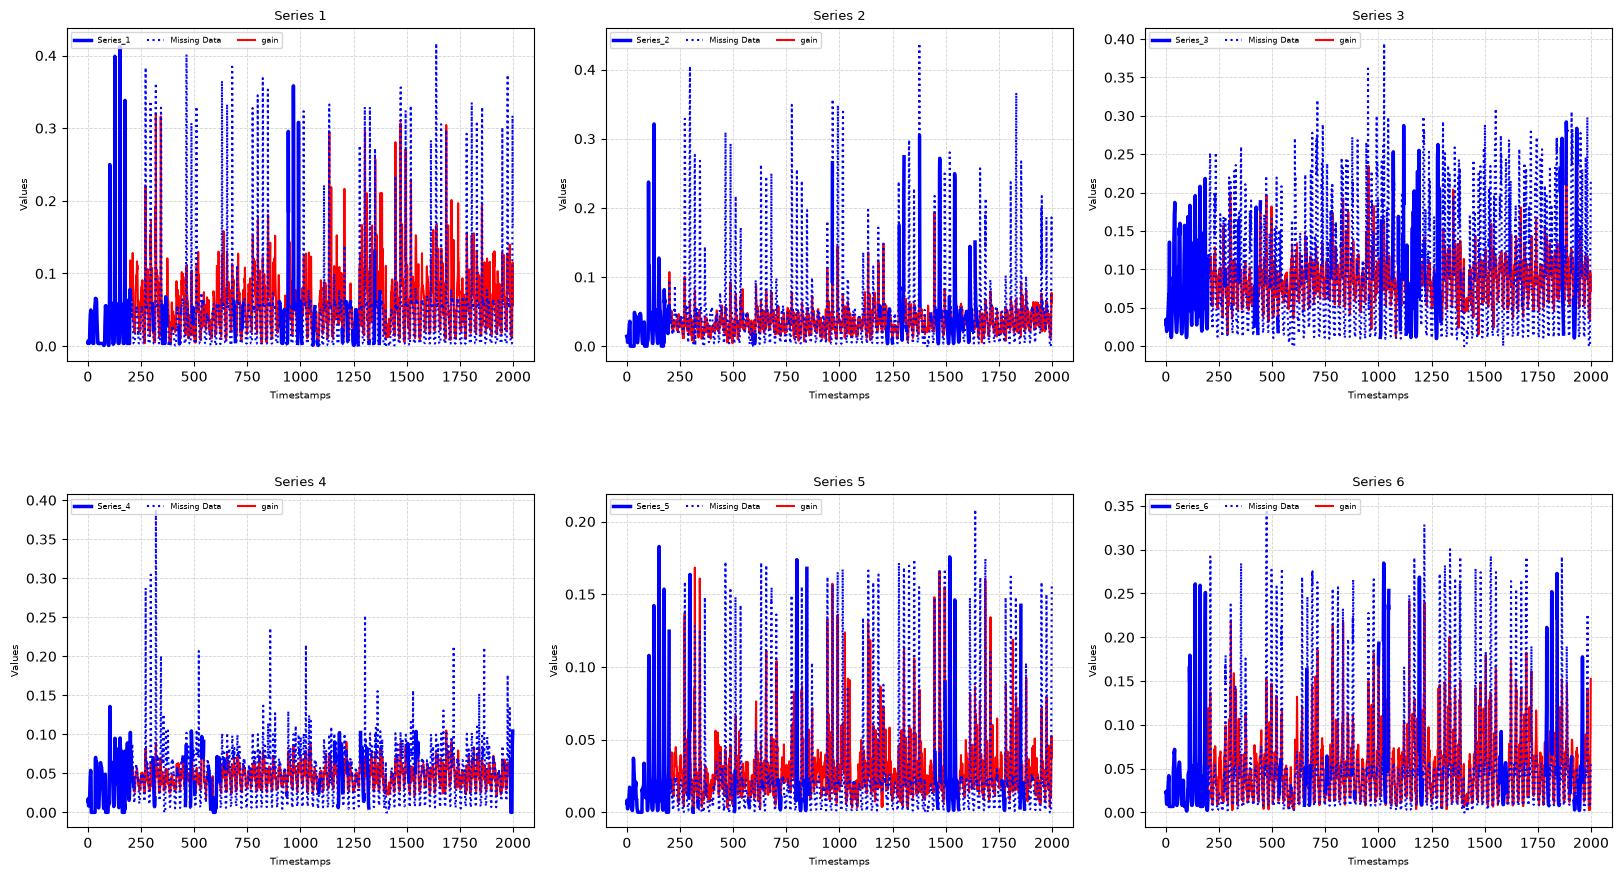 Series 1
Series_1 Missing Data gain
Values
0.4
0.3
0.2
0.1
0.0
0 250 500 750 1000 1250 1500 1750 2000
Timestamps
Series 2
Series_2 Missing Data gain
Values
0.4
0.3
0.2
0.1
0.0
0 250 500 750 1000 1250 1500 1750 2000
Timestamps
Series 3
Series_3 Missing Data gain
Values
0.40
0.35
0.30
0.25
0.20
0.15
0.10
0.05
0.00
0 250 500 750 1000 1250 1500 1750 2000
Timestamps
Series 4
Series_4 Missing Data gain
Values
0.40
0.35
0.30
0.25
0.20
0.15
0.10
0.05
0.00
0 250 500 750 1000 1250 1500 1750 2000
Timestamps
Series 5
Series_5 Missing Data gain
Values
0.20
0.15
0.10
0.05
0.00
0 250 500 750 1000 1250 1500 1750 2000
Timestamps
Series 6
Series_6 Missing Data gain
Values
0.35
0.30
0.25
0.20
0.15
0.10
0.05
0.00
0 250 500 750 1000 1250 1500 1750 2000
Timestamps